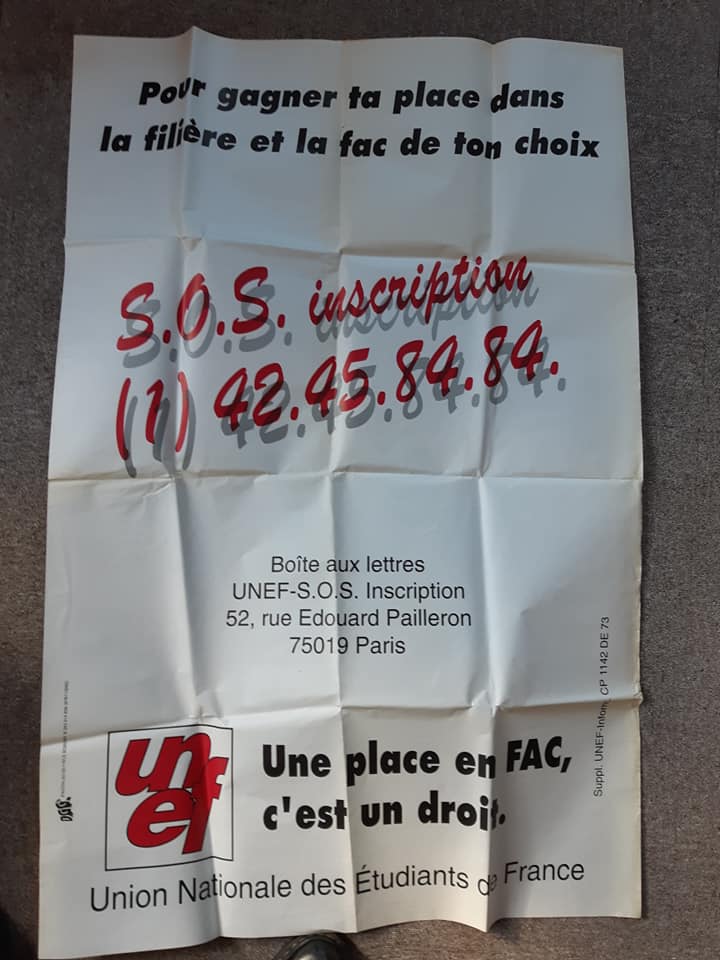 Pour gagner ta place dans
la filière et la fac de ton choix
S.O.S. inscription
(1) 42.45.84.84.
Boîte aux lettres
UNEF-S.O.S. Inscription
52, rue Edouard Pailleron
75019 Paris
Suppl. UNEF-Inform, CP 1142 DE 73
unef
Une place en FAC,
c'est un droit.
Union Nationale des Étudiants de France